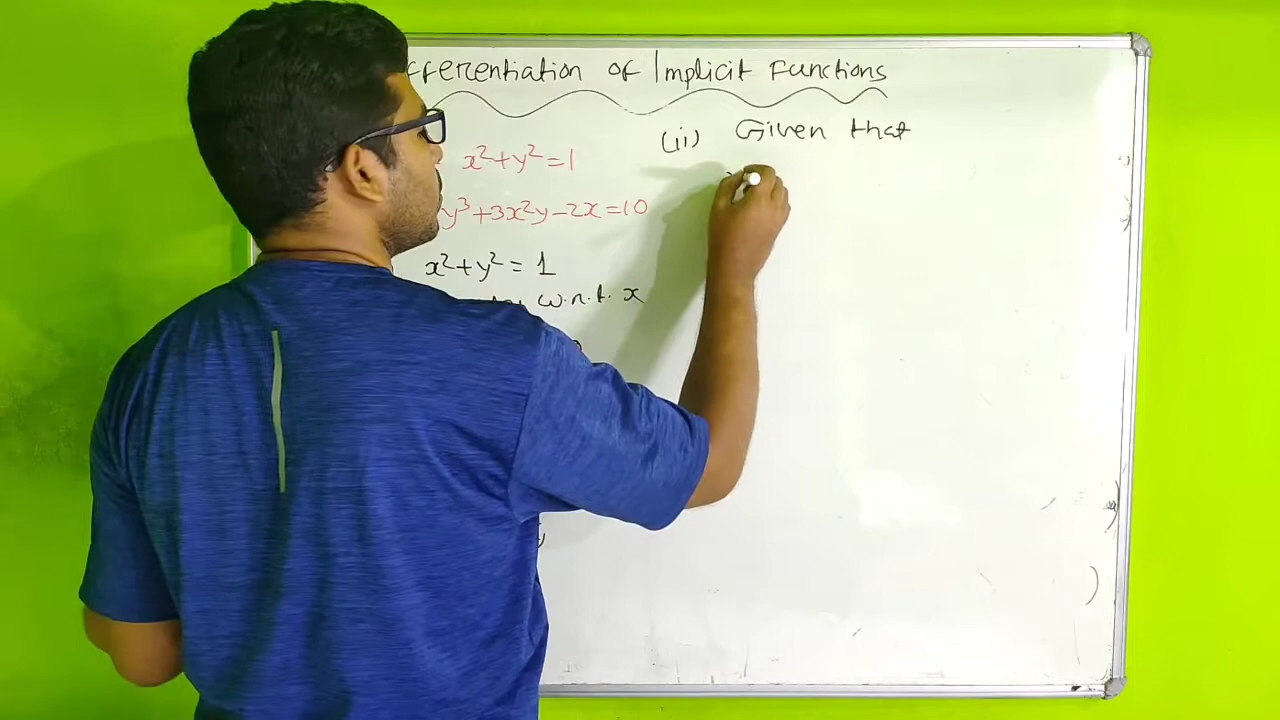 fferentiation of Implicit Functions
x²+y²=1
y³+3x²y-2x=10
x²+y² = 1
w.r.t. x
(ii) Given that